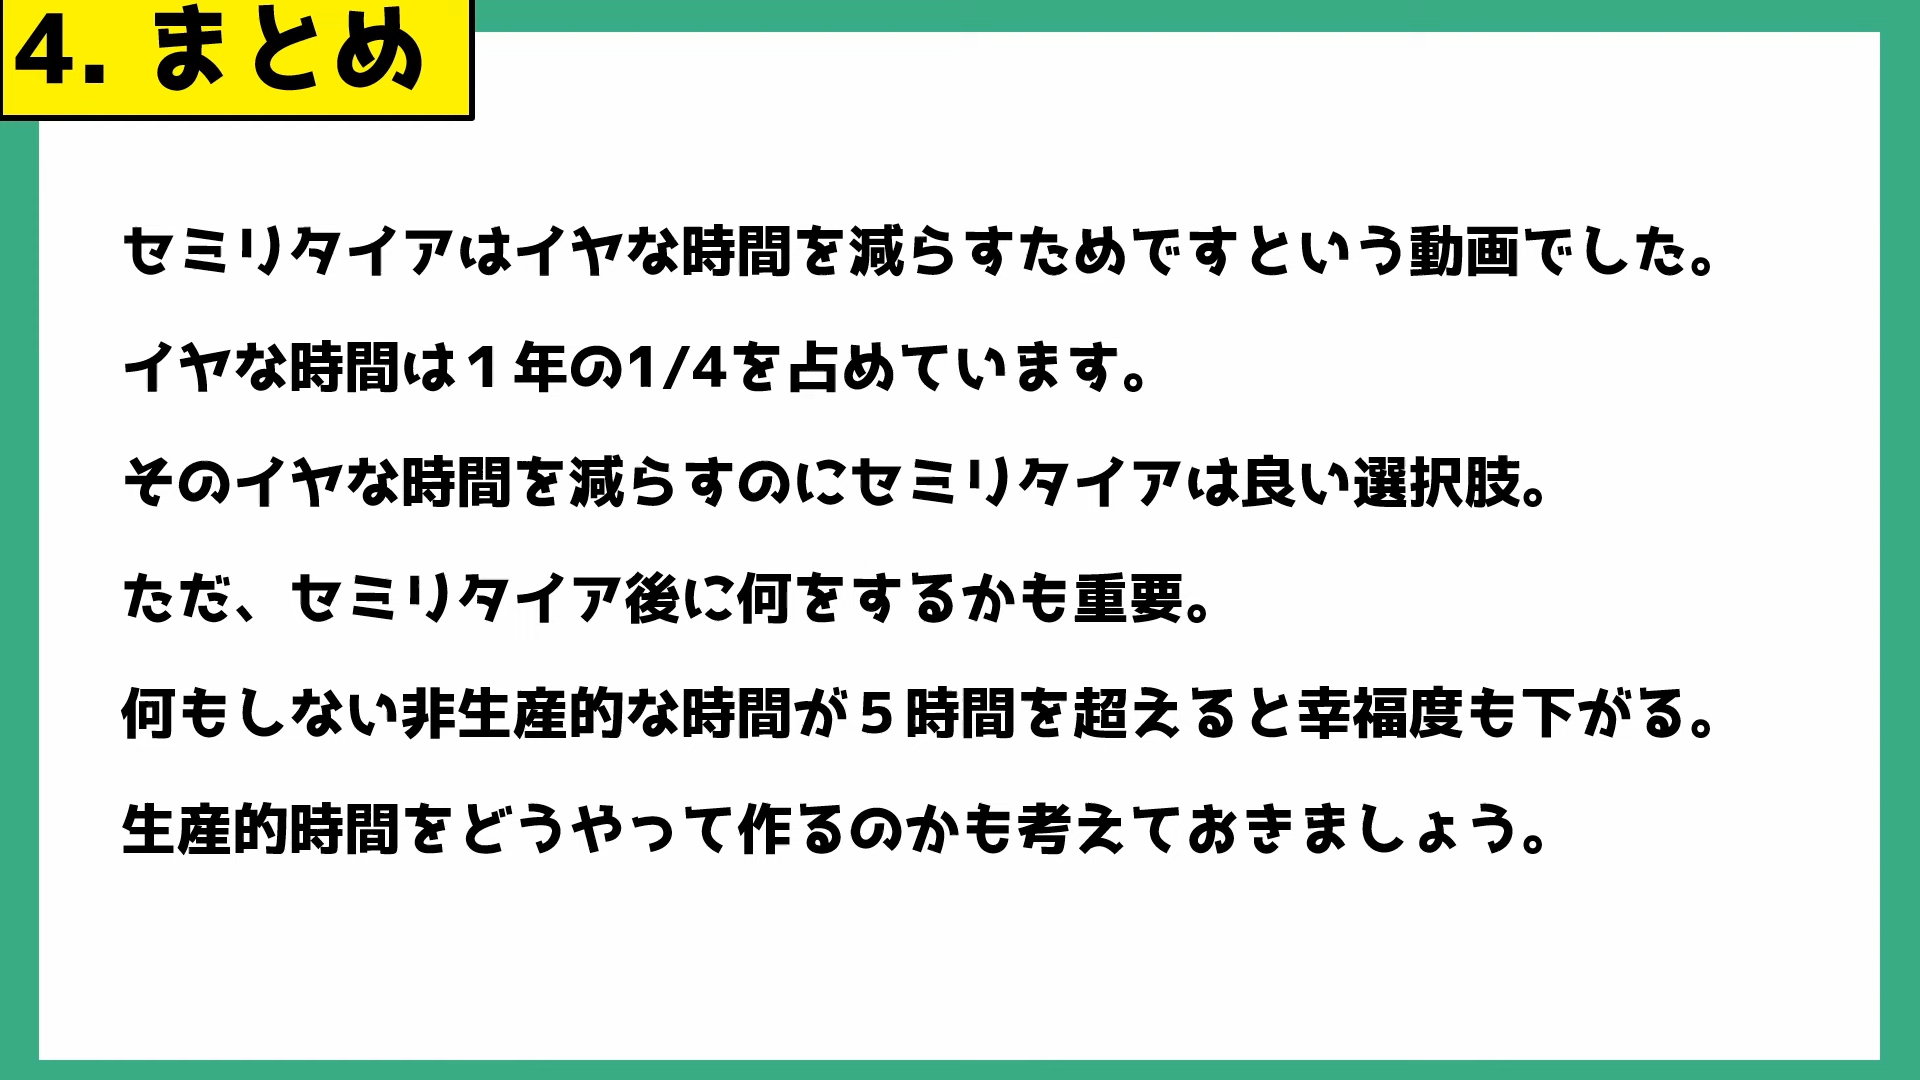 4. まとめ
セミリタイアはイヤな時間を減らすためですという動画でした。
イヤな時間は１年の1/4を占めています。
そのイヤな時間を減らすのにセミリタイアは良い選択肢。
ただ、セミリタイア後に何をするかも重要。
何もしない非生産的な時間が５時間を超えると幸福度も下がる。
生産的時間をどうやって作るのかも考えておきましょう。